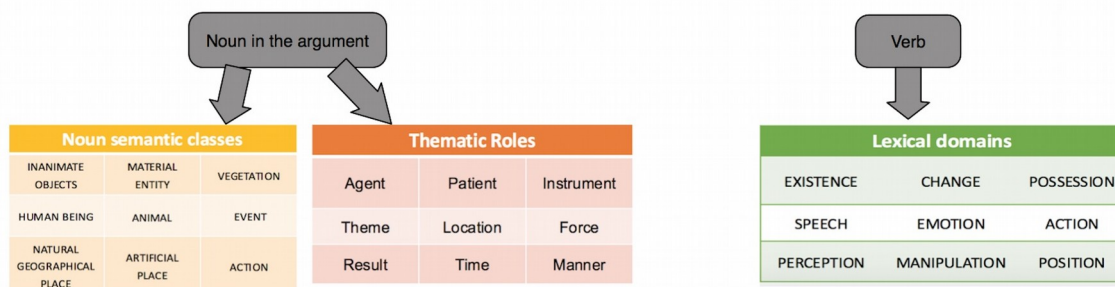 Noun in the argument
Verb
Noun semantic classes
INANIMATE OBJECTS MATERIAL ENTITY VEGETATION
HUMAN BEING ANIMAL EVENT
NATURAL GEOGRAPHICAL PLACE ARTIFICIAL PLACE ACTION
Thematic Roles
Agent Patient Instrument
Theme Location Force
Result Time Manner
Lexical domains
EXISTENCE CHANGE POSSESSION
SPEECH EMOTION ACTION
PERCEPTION MANIPULATION POSITION